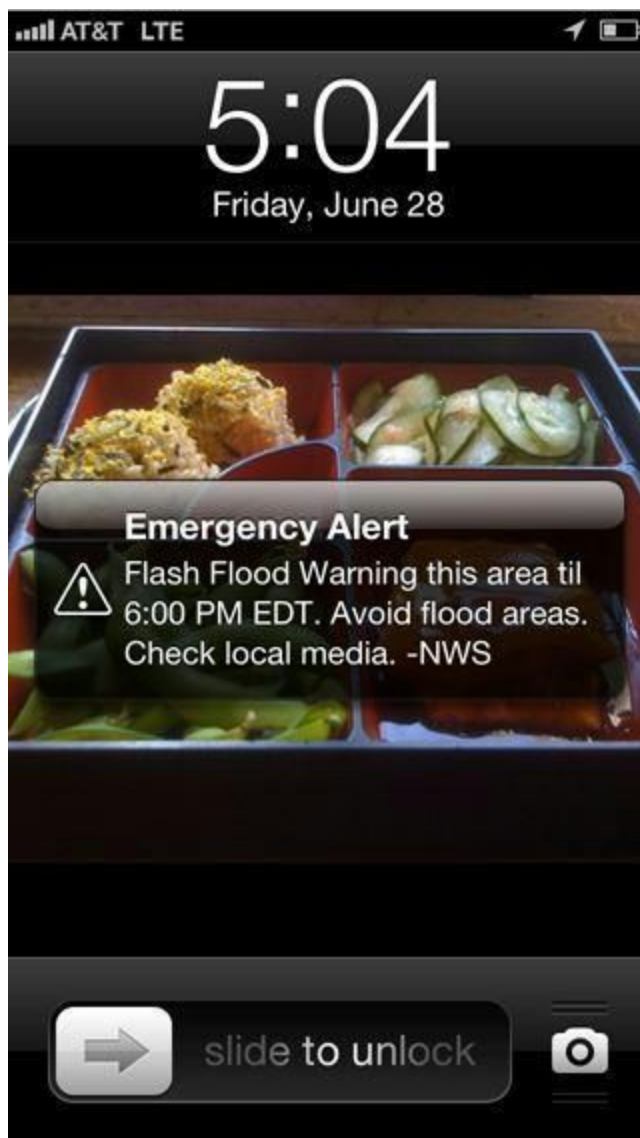 AT&T LTE
5:04
Friday, June 28
Emergency Alert
Flash Flood Warning this area til
6:00 PM EDT. Avoid flood areas.
Check local media. -NWS
slide to unlock